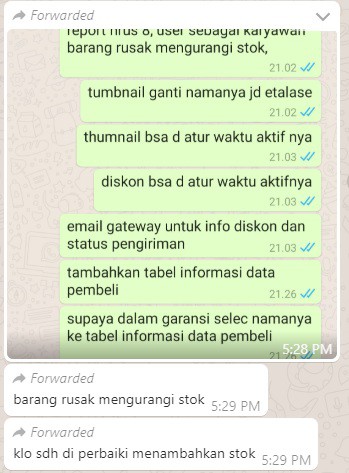 Forwarded
report hrus 8, user sebagai karyawan
barang rusak mengurangi stok,
21.02
tumbnail ganti namanya jd etalase
21.02
thumnail bsa d atur waktu aktif nya
21.03
diskon bsa d atur waktu aktifnya
21.03
email gateway untuk info diskon dan
status pengiriman
21.03
tambahkan tabel informasi data
pembeli
21.26
supaya dalam garansi selec namanya
ke tabel informasi data pembeli
5:28 PM
Forwarded
barang rusak mengurangi stok 5:29 PM
Forwarded
klo sdh di perbaiki menambahkan stok 5:29 PM